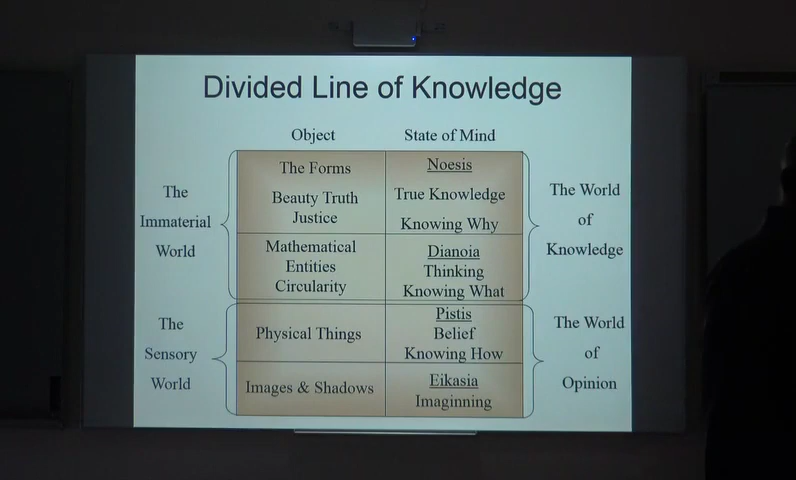 Divided Line of Knowledge
Object
State of Mind
The
Immaterial
World
The Forms
Beauty Truth
Justice
Noesis
True Knowledge
Knowing Why
The World
of
Knowledge
Mathematical
Entities
Circularity
Dianoia
Thinking
Knowing What
The
Sensory
World
Physical Things
Pistis
Belief
Knowing How
The World
of
Opinion
Images & Shadows
Eikasia
Imaginning